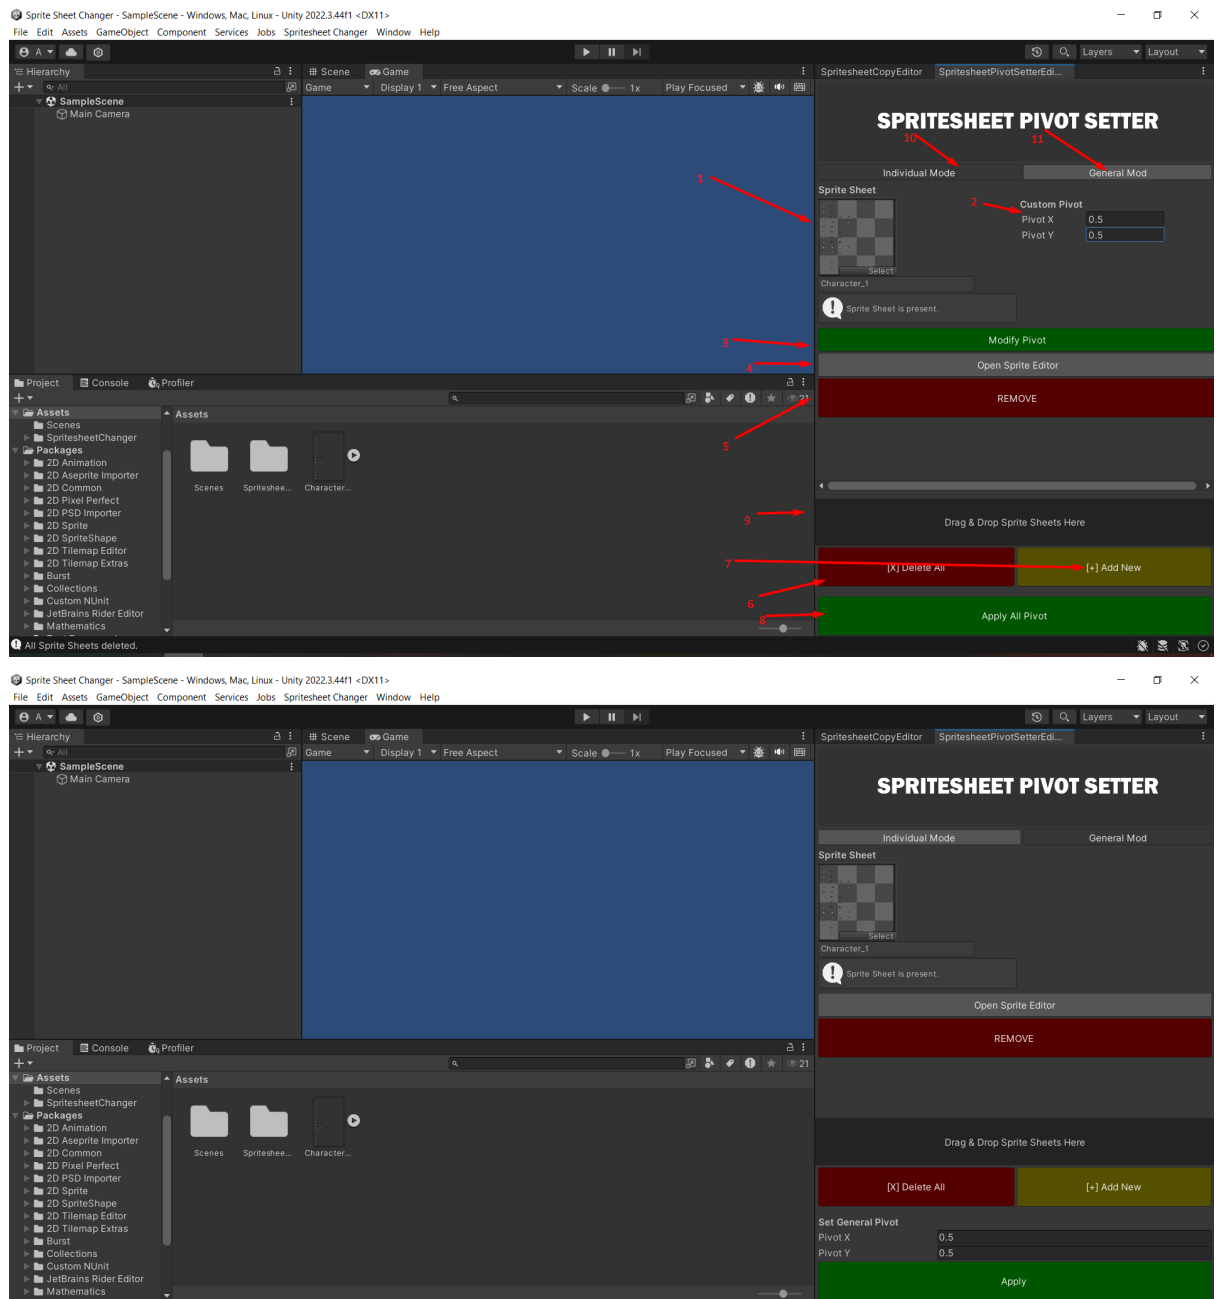 Sprite Sheet Changer - SampleScene - Windows, Mac, Linux - Unity 2022.3.44f1 <DX11>
File Edit Assets GameObject Component Services Jobs Spritesheet Changer Window Help
A
Layers Layout
Hierarchy
All
SampleScene
Main Camera
# Scene Game
Game Display 1 Free Aspect Scale 1x Play Focused
1
3
4
Project Console Profiler
21
Assets
Scenes
SpritesheetChanger
Packages
2D Animation
2D Aseprite Importer
2D Common
2D Pixel Perfect
2D PSD Importer
2D Sprite
2D SpriteShape
2D Tilemap Editor
2D Tilemap Extras
Burst
Collections
Custom NUnit
JetBrains Rider Editor
Mathematics
Assets
Scenes Spriteshee... Character...
5
9
7
6
8
SpritesheetCopyEditor SpritesheetPivotSetterEdi...
SPRITESHEET PIVOT SETTER
10 11
Individual Mode General Mod
Sprite Sheet
2
Custom Pivot
Pivot X 0.5
Pivot Y 0.5
Select
Character_1
Sprite Sheet is present.
Modify Pivot
Open Sprite Editor
REMOVE
Drag & Drop Sprite Sheets Here
[X] Delete All [+] Add New
Apply All Pivot
All Sprite Sheets deleted.
Sprite Sheet Changer - SampleScene - Windows, Mac, Linux - Unity 2022.3.44f1 <DX11>
File Edit Assets GameObject Component Services Jobs Spritesheet Changer Window Help
A
Layers Layout
Hierarchy
All
SampleScene
Main Camera
# Scene Game
Game Display 1 Free Aspect Scale 1x Play Focused
Project Console Profiler
21
Assets
Scenes
SpritesheetChanger
Packages
2D Animation
2D Aseprite Importer
2D Common
2D Pixel Perfect
2D PSD Importer
2D Sprite
2D SpriteShape
2D Tilemap Editor
2D Tilemap Extras
Burst
Collections
Custom NUnit
JetBrains Rider Editor
Mathematics
Assets
Scenes Spriteshee... Character...
SpritesheetCopyEditor SpritesheetPivotSetterEdi...
SPRITESHEET PIVOT SETTER
Individual Mode General Mod
Sprite Sheet
Select
Character_1
Sprite Sheet is present.
Open Sprite Editor
REMOVE
Drag & Drop Sprite Sheets Here
[X] Delete All [+] Add New
Set General Pivot
Pivot X 0.5
Pivot Y 0.5
Apply